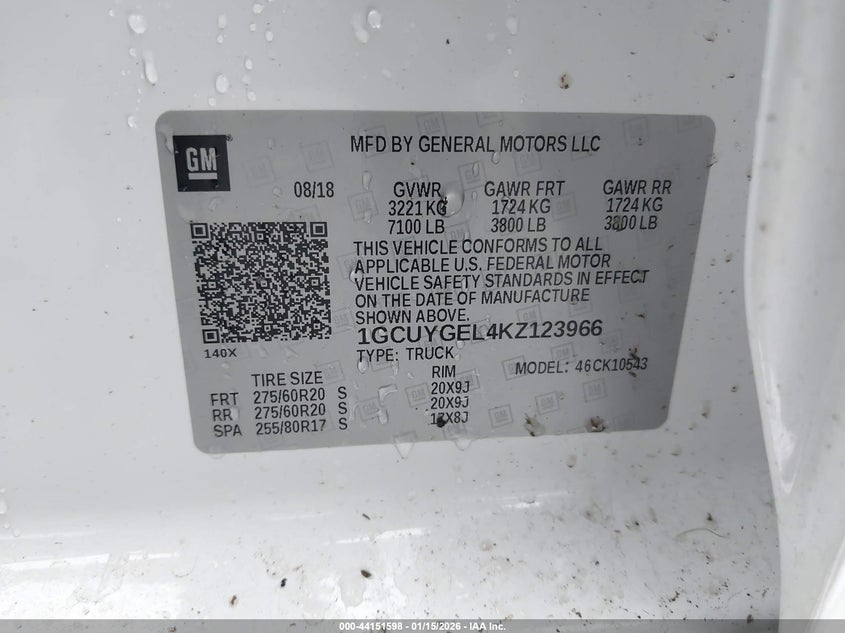 GM
MFD BY GENERAL MOTORS LLC
08/18
GVWR GAWR FRT GAWR RR
3221 KG 1724 KG 1724 KG
7100 LB 3800 LB 3800 LB
THIS VEHICLE CONFORMS TO ALL
APPLICABLE U.S. FEDERAL MOTOR
VEHICLE SAFETY STANDARDS IN EFFECT
ON THE DATE OF MANUFACTURE
SHOWN ABOVE.
1GCUYGEL4KZ123966
140X
TYPE: TRUCK
MODEL: 46CK10543
TIRE SIZE RIM
FRT 275/60R20 S 20X9J
RR 275/60R20 S 20X9J
SPA 255/80R17 S 17X8J
000-44151598 - 01/15/2026 - IAA Inc.